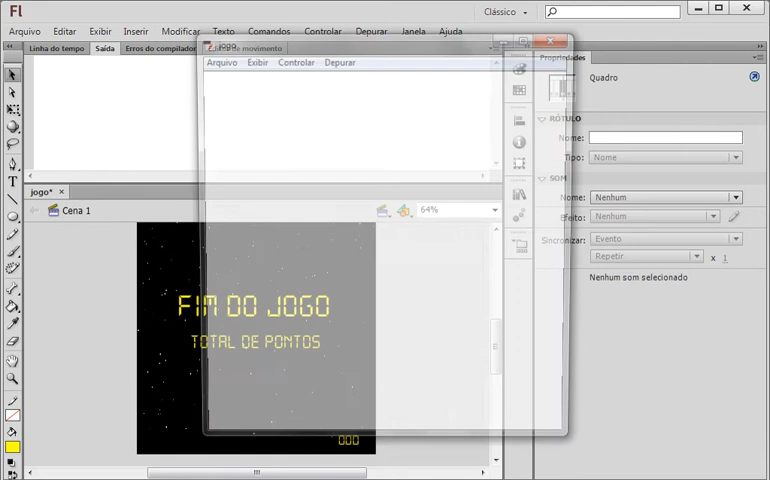 Fl
Clássico
Arquivo Editar Exibir Inserir Modificar Texto Comandos Controlar Depurar Janela Ajuda
Linha do tempo Saída Erros do compilador de movimento
jogo
Arquivo Exibir Controlar Depurar
Propriedades
Quadro
RÓTULO
Nome:
Tipo: Nome
SOM
Nome: Nenhum
Efeito: Nenhum
Sincronizar: Evento
Repetir x 1
Nenhum som selecionado
jogo* ×
Cena 1 64%
FIM DO JOGO
TOTAL DE PONTOS
000